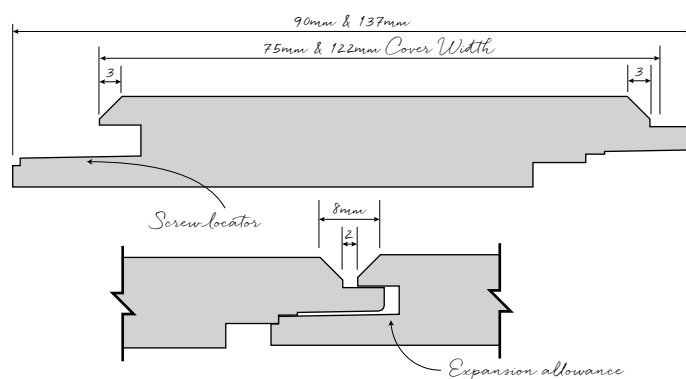 90mm & 137mm
75mm & 122mm Cover Width
3
3
Screw locator
8mm
2
Expansion allowance